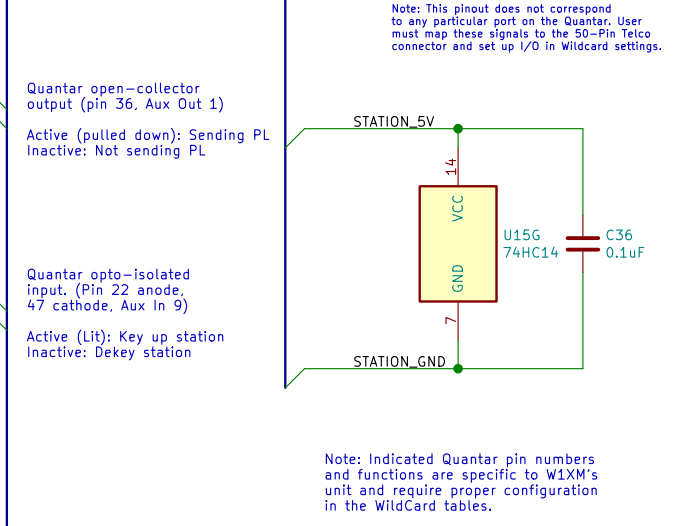 Note: This pinout does not correspond
to any particular port on the Quantar. User
must map these signals to the 50-Pin Telco
connector and set up I/O in Wildcard settings.
Quantar open-collector
output (pin 36, Aux Out 1)
Active (pulled down): Sending PL
Inactive: Not sending PL
STATION_5V
14
VCC
U15G
74HC14
C36
0.1uF
GND
7
STATION_GND
Quantar opto-isolated
input. (Pin 22 anode,
47 cathode, Aux In 9)
Active (Lit): Key up station
Inactive: Dekey station
Note: Indicated Quantar pin numbers
and functions are specific to W1XM's
unit and require proper configuration
in the WildCard tables.